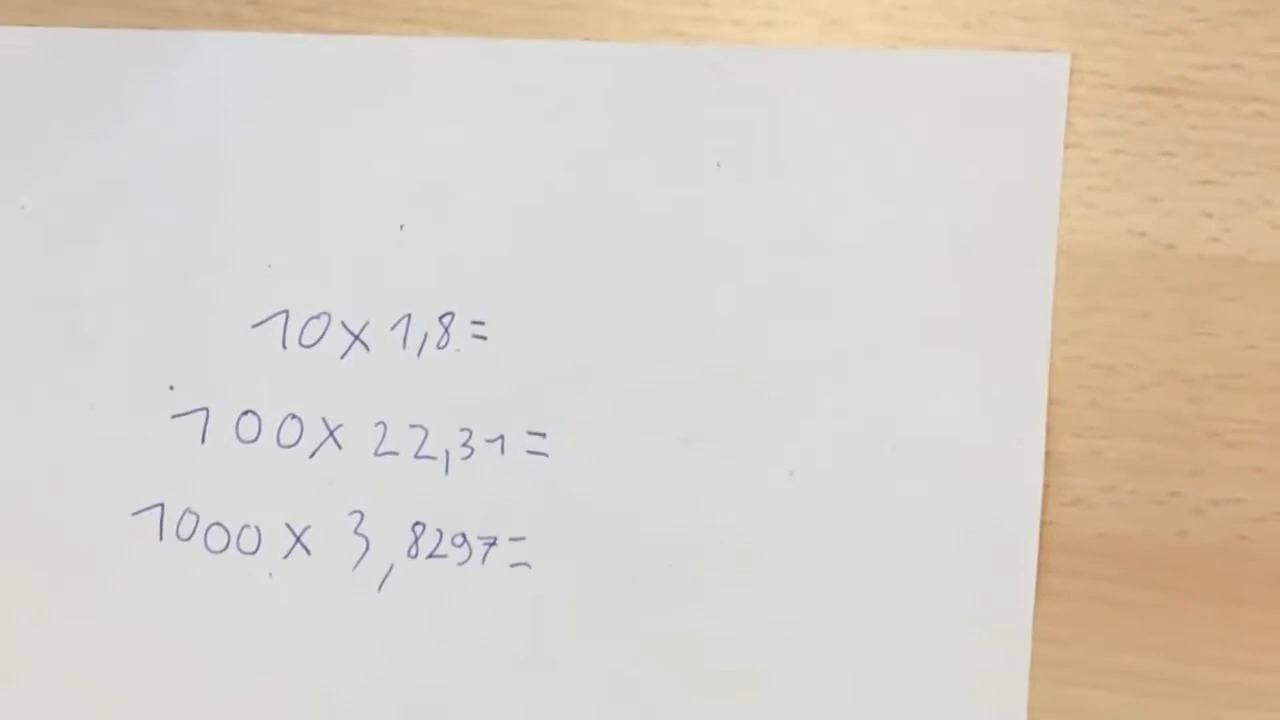 10 x 1,8 =
100 x 22,31 =
1000 x 3,8297 =